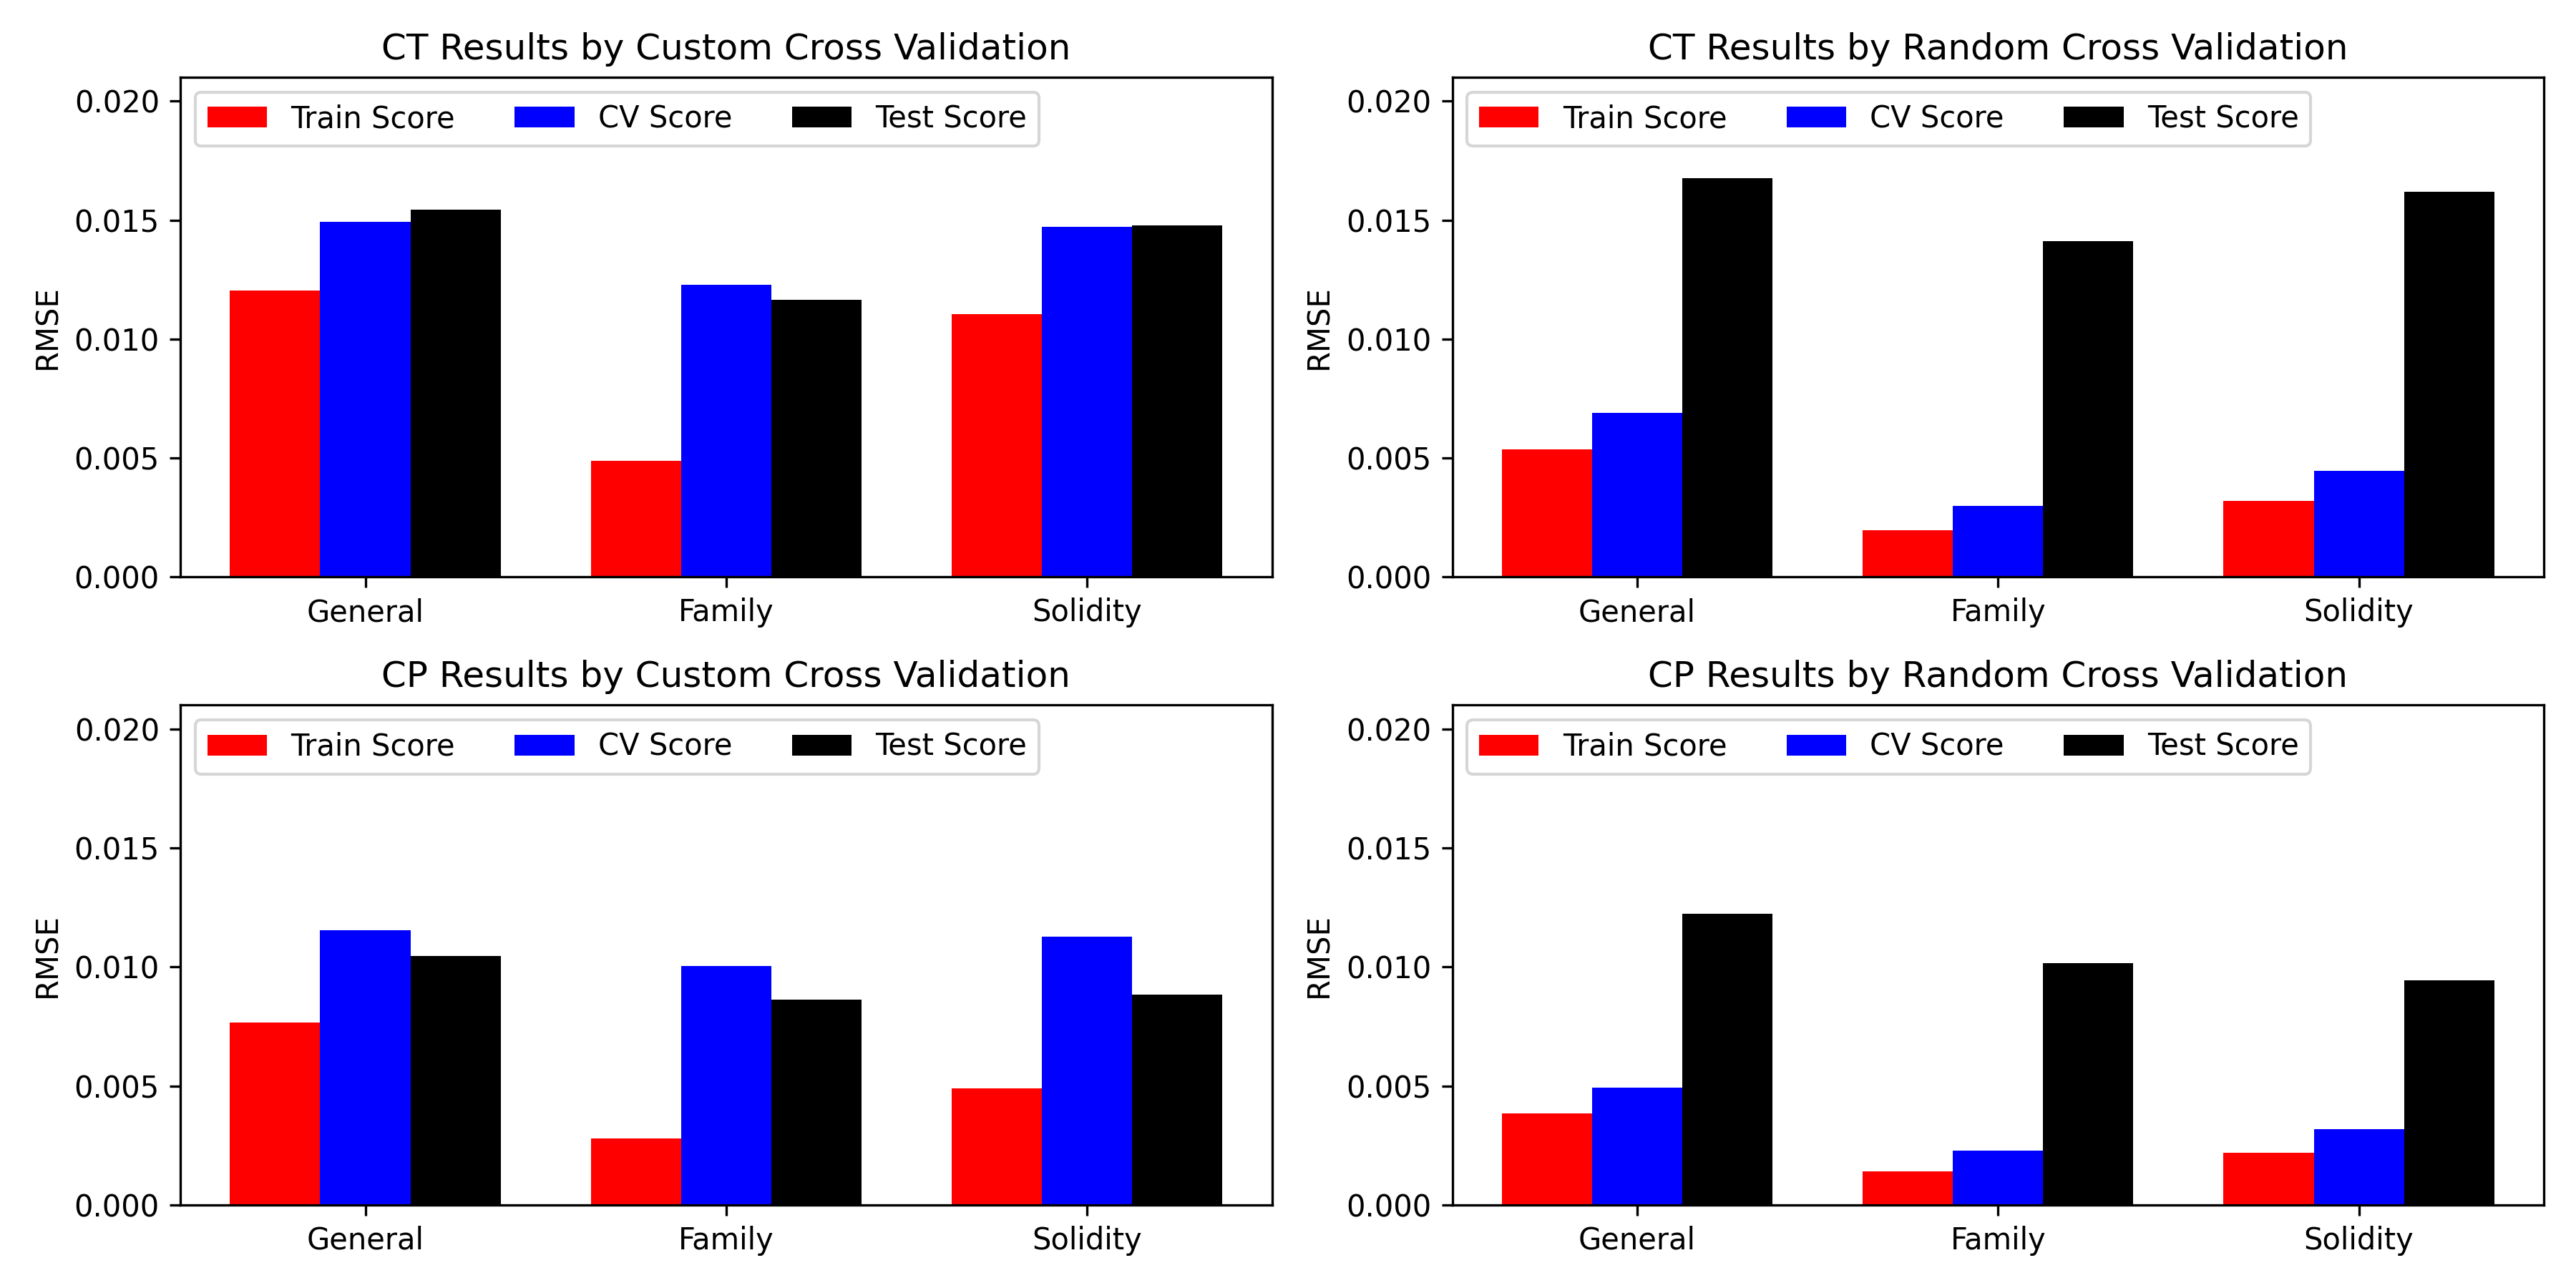 CT Results by Custom Cross Validation
0.020
0.015
0.010
0.005
0.000
RMSE
Train Score
CV Score
Test Score
General
Family
Solidity
CT Results by Random Cross Validation
0.020
0.015
0.010
0.005
0.000
RMSE
Train Score
CV Score
Test Score
General
Family
Solidity
CP Results by Custom Cross Validation
0.020
0.015
0.010
0.005
0.000
RMSE
Train Score
CV Score
Test Score
General
Family
Solidity
CP Results by Random Cross Validation
0.020
0.015
0.010
0.005
0.000
RMSE
Train Score
CV Score
Test Score
General
Family
Solidity